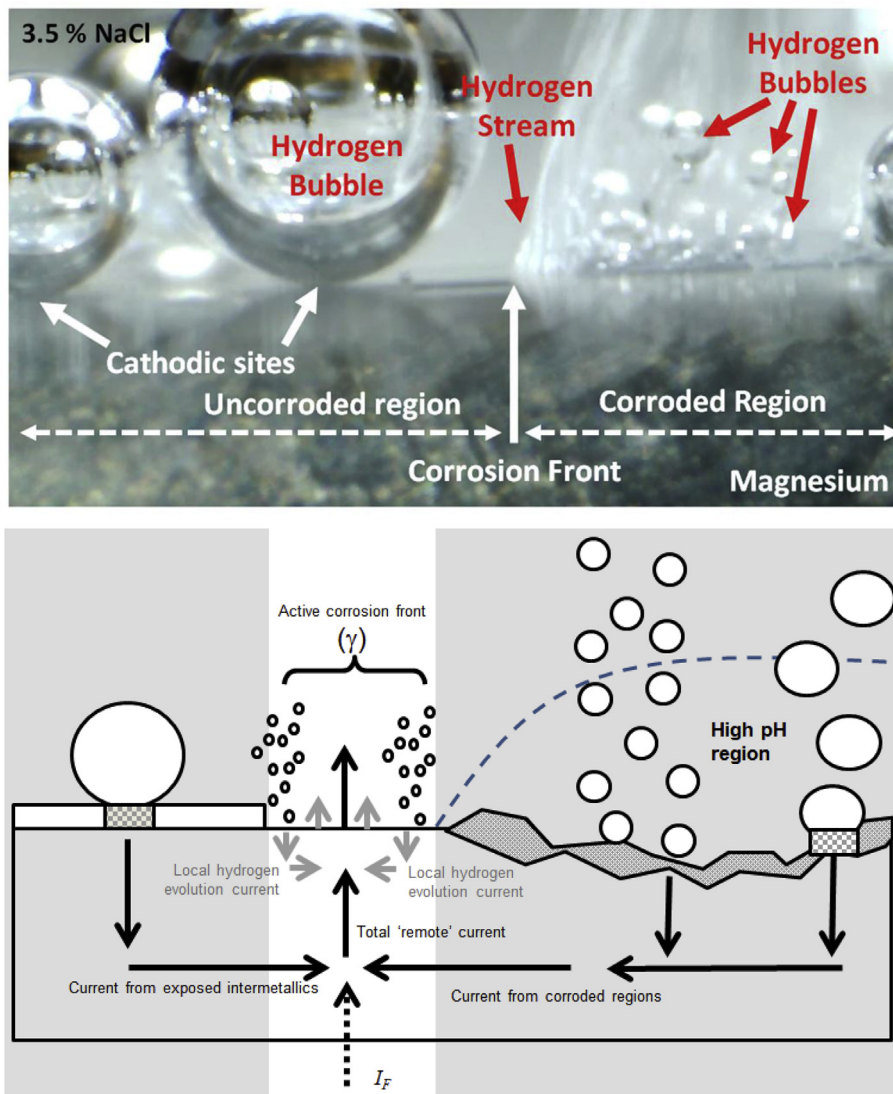 3.5 % NaCl
Hydrogen
Bubble
Hydrogen
Stream
Hydrogen
Bubbles
Cathodic sites
Uncorroded region
Corroded Region
Corrosion Front
Magnesium
Active corrosion front
(γ)
High pH
region
Local hydrogen
evolution current
Local hydrogen
evolution current
Total ‘remote’ current
Current from exposed intermetallics
Current from corroded regions
I_F